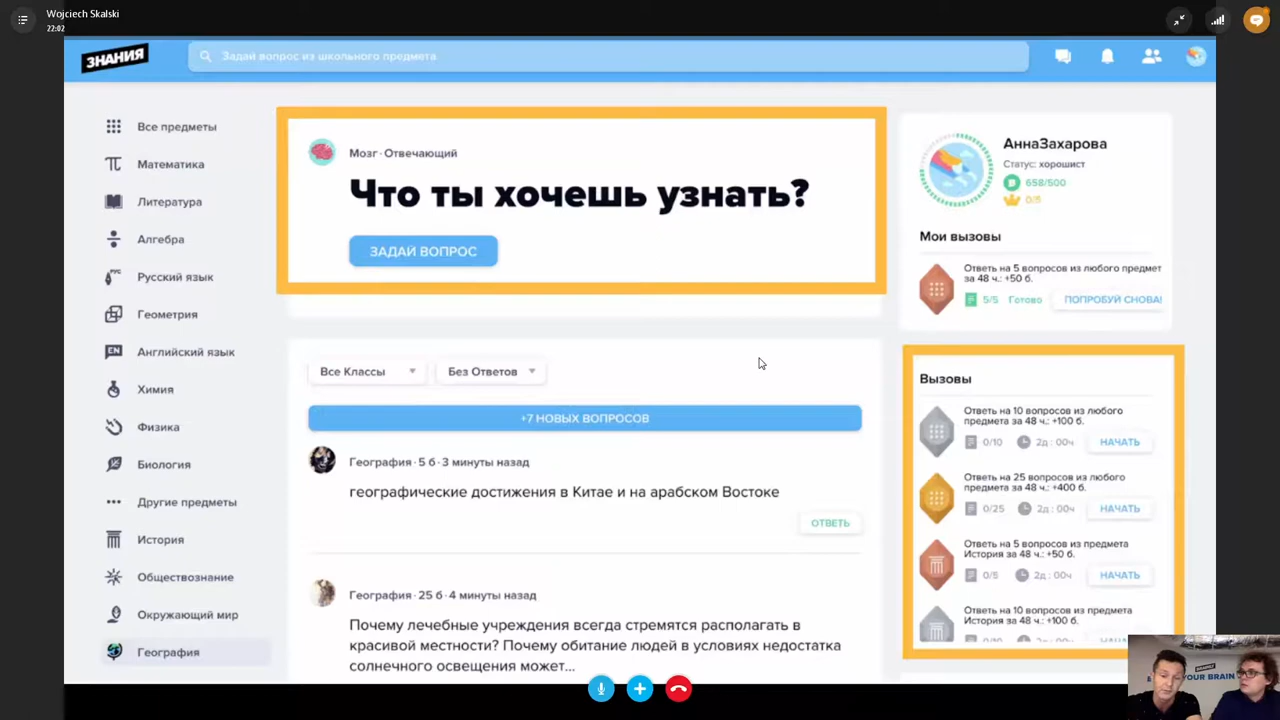 Wojciech Skalski
22:02
ЗНАНИЯ
Задай вопрос из школьного предмета
Все предметы
Математика
Литература
Алгебра
РУС
Русский язык
Геометрия
EN
Английский язык
Химия
Физика
Биология
Другие предметы
История
Обществознание
Окружающий мир
География
Мозг · Отвечающий
Что ты хочешь узнать?
ЗАДАЙ ВОПРОС
Все Классы
Без Ответов
+7 НОВЫХ ВОПРОСОВ
География · 5 б · 3 минуты назад
географические достижения в Китае и на арабском Востоке
ОТВЕТЬ
География · 25 б · 4 минуты назад
Почему лечебные учреждения всегда стремятся располагать в
красивой местности? Почему обитание людей в условиях недостатка
солнечного освещения может...
АннаЗахарова
Статус: хорошист
658/500
0/5
Мои вызовы
Ответь на 5 вопросов из любого предмет
за 48 ч.: +50 б.
5/5 Готово ПОПРОБУЙ СНОВА!
Вызовы
Ответь на 10 вопросов из любого
предмета за 48 ч.: +100 б.
0/10 2д : 00ч НАЧАТЬ
Ответь на 25 вопросов из любого
предмета за 48 ч.: +400 б.
0/25 2д : 00ч НАЧАТЬ
Ответь на 5 вопросов из предмета
История за 48 ч.: +50 б.
0/5 2д : 00ч НАЧАТЬ
Ответь на 10 вопросов из предмета
История за 48 ч.: +100 б.
YOUR BRAIN